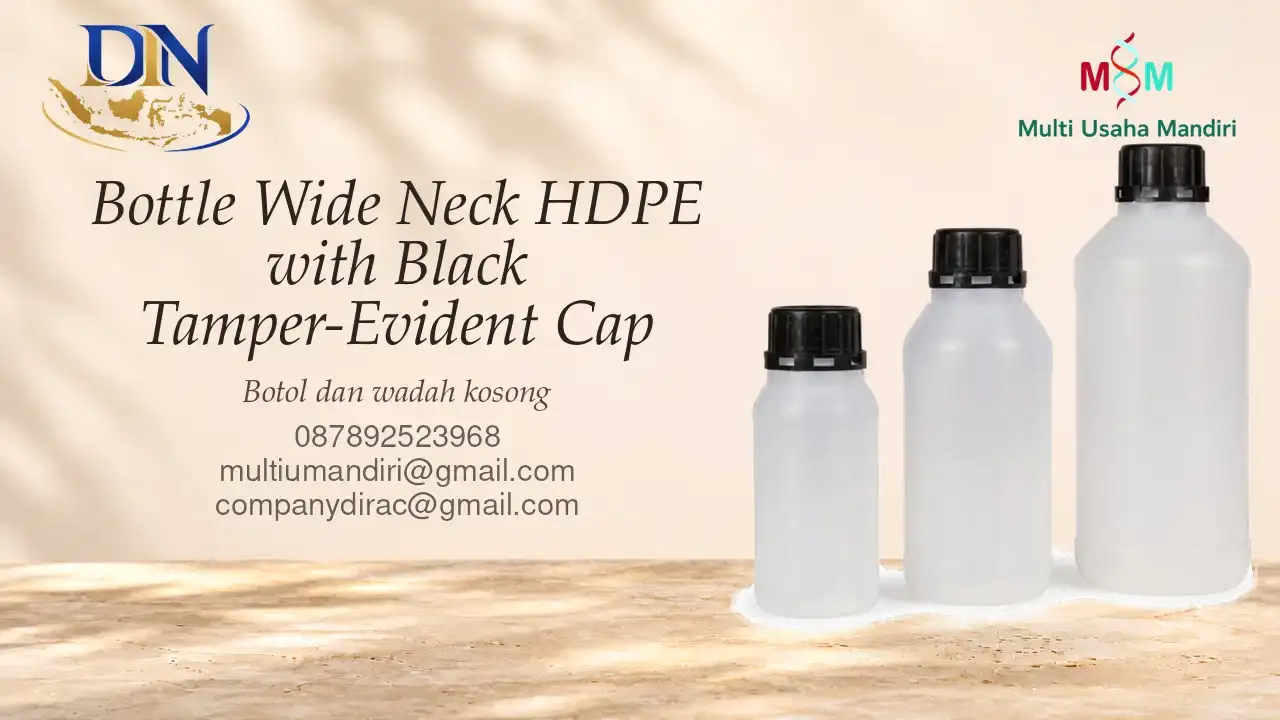 DIN
M M
Multi Usaha Mandiri
Bottle Wide Neck HDPE
with Black
Tamper-Evident Cap
Botol dan wadah kosong
087892523968
multiumandiri@gmail.com
companydirac@gmail.com